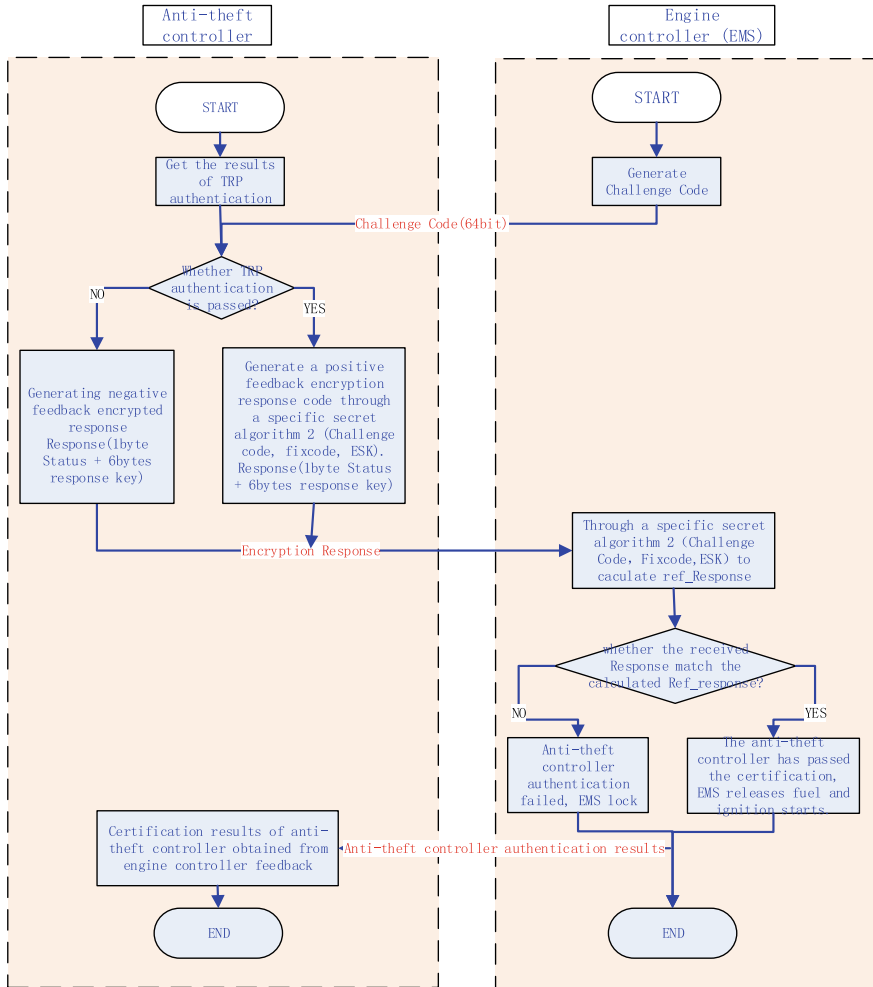 Anti-theft
controller
Engine
controller (EMS)
START
START
Get the results
of TRP
authentication
Generate
Challenge Code
Challenge Code(64bit)
Whether TRP
authentication
is passed?
NO
YES
Generating negative
feedback encrypted
response
Response(1byte
Status + 6bytes
response key)
Generate a positive
feedback encryption
response code through
a specific secret
algorithm 2 (Challenge
code, fixcode, ESK).
Response(1byte Status
+ 6bytes response key)
Encryption Response
Through a specific secret
algorithm 2 (Challenge
Code, Fixcode,ESK) to
caculate ref_Response
whether the received
Response match the
calculated Ref_response?
NO
YES
Anti-theft
controller
authentication
failed, EMS lock
The anti-theft
controller has passed
the certification,
EMS releases fuel and
ignition starts.
Certification results of anti-
theft controller obtained from
engine controller feedback
Anti-theft controller authentication results
END
END